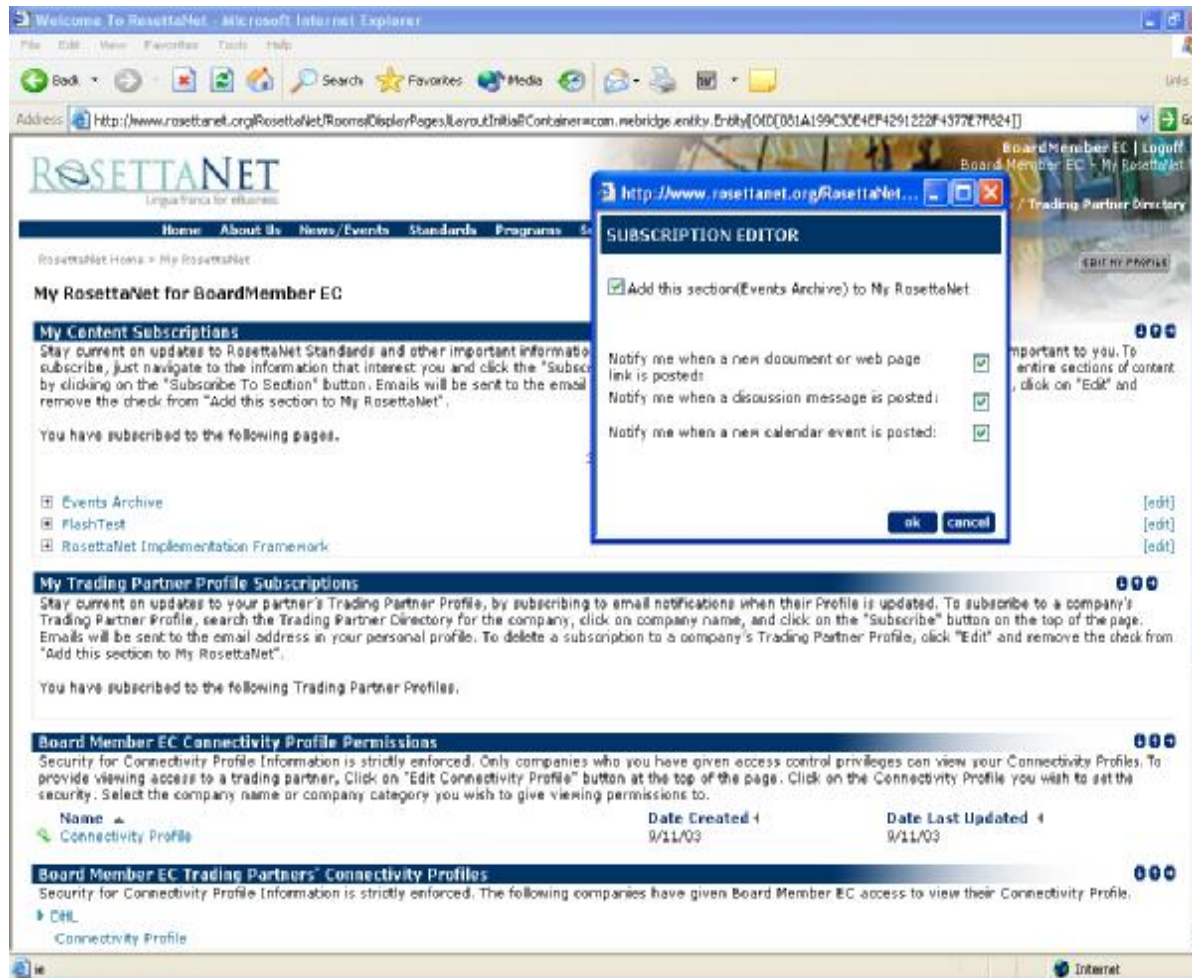 Welcome To RosettaNet - Microsoft Internet Explorer
File Edit View Favorites Tools Help
Back Search Favorites Media
Links
Address http://www.rosettanet.org/RosettaNet/Rooms/DisplayPages/LayoutInitial?Container=com.webridge.entity.Entity
Go
BoardMember EC | Logoff
Board Member EC - My RosettaNet
/ Trading Partner Directory
ROSETTANET
Lingua franca for eBusiness
Home About Us News/Events Standards Programs
RosettaNet Home > My RosettaNet
EDIT MY PROFILE
My RosettaNet for BoardMember EC
My Content Subscriptions
Stay current on updates to RosettaNet Standards and other important
mportant to you. To
subscribe, just navigate to the information that interest you and click the "Subsc
entire sections of content
by clicking on the "Subscribe To Section" button. Emails will be sent to the email
, click on "Edit" and
remove the check from "Add this section to My RosettaNet".
You have subscribed to the following pages.
Events Archive [edit]
FlashTest [edit]
RosettaNet Implementation Framework [edit]
http://www.rosettanet.org/RosettaNet...
SUBSCRIPTION EDITOR
Add this section(Events Archive) to My RosettaNet
Notify me when a new document or web page
link is posted:
Notify me when a discussion message is posted:
Notify me when a new calendar event is posted:
ok cancel
My Trading Partner Profile Subscriptions
Stay current on updates to your partner's Trading Partner Profile, by subscribing to email notifications when their Profile is updated. To subscribe to a company's
Trading Partner Profile, search the Trading Partner Directory for the company, click on company name, and click on the "Subscribe" button on the top of the page.
Emails will be sent to the email address in your personal profile. To delete a subscription to a company's Trading Partner Profile, click "Edit" and remove the check from
"Add this section to My RosettaNet".
You have subscribed to the following Trading Partner Profiles.
Board Member EC Connectivity Profile Permissions
Security for Connectivity Profile Information is strictly enforced. Only companies who you have given access control privileges can view your Connectivity Profiles. To
provide viewing access to a trading partner, Click on "Edit Connectivity Profile" button at the top of the page. Click on the Connectivity Profile you wish to set the
security. Select the company name or company category you wish to give viewing permissions to.
Name Date Created Date Last Updated
Connectivity Profile 9/11/03 9/11/03
Board Member EC Trading Partners' Connectivity Profiles
Security for Connectivity Profile Information is strictly enforced. The following companies have given Board Member EC access to view their Connectivity Profile.
DHL
Connectivity Profile
ie
Internet